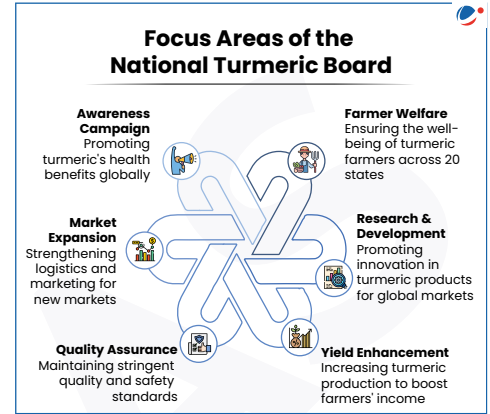 Focus Areas of the
National Turmeric Board
Awareness
Campaign
Promoting
turmeric's health
benefits globally
Farmer Welfare
Ensuring the well-
being of turmeric
farmers across 20
states
Market
Expansion
Strengthening
logistics and
marketing for
new markets
Research &
Development
Promoting
innovation in
turmeric products
for global markets
Quality Assurance
Maintaining stringent
quality and safety
standards
Yield Enhancement
Increasing turmeric
production to boost
farmers' income